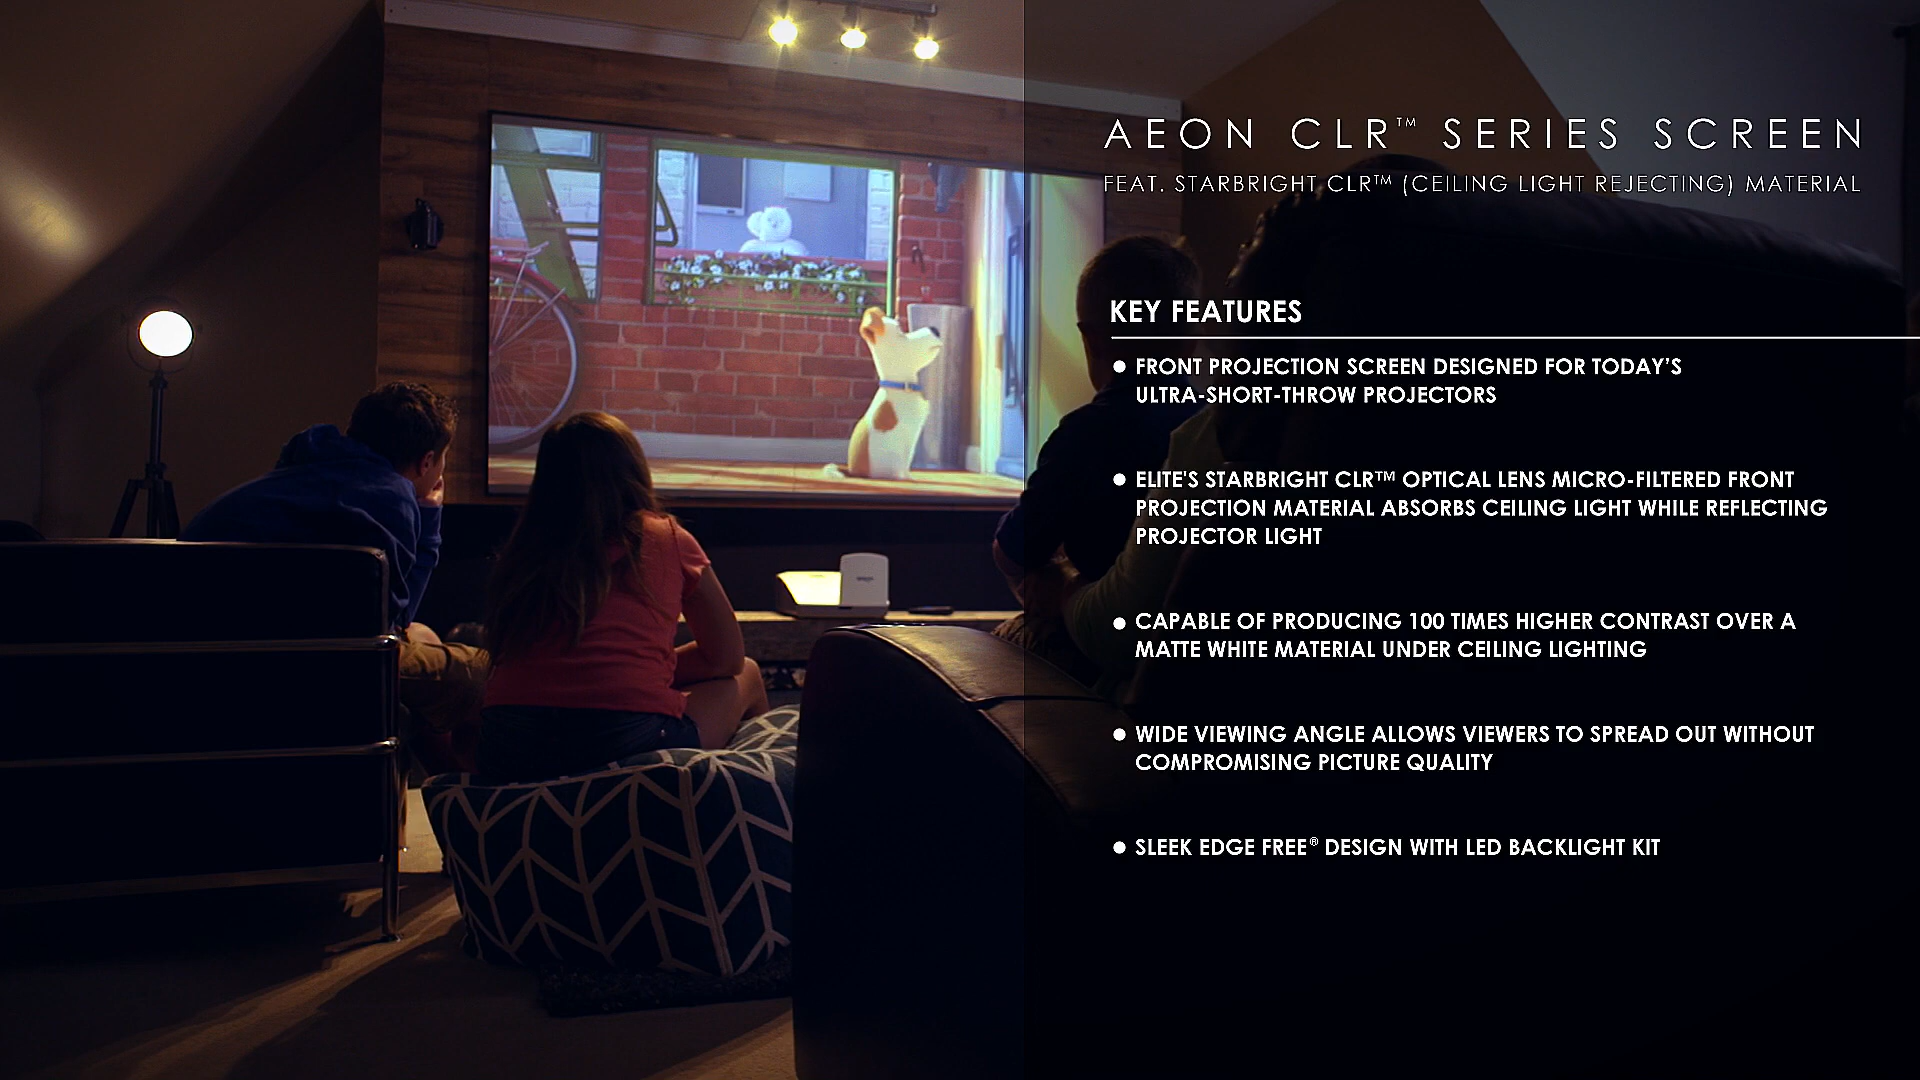 AEON CLR™ SERIES SCREEN
FEAT. STARBRIGHT CLR™ (CEILING LIGHT REJECTING) MATERIAL
KEY FEATURES
● FRONT PROJECTION SCREEN DESIGNED FOR TODAY'S
ULTRA-SHORT-THROW PROJECTORS
● ELITE'S STARBRIGHT CLR™ OPTICAL LENS MICRO-FILTERED FRONT
PROJECTION MATERIAL ABSORBS CEILING LIGHT WHILE REFLECTING
PROJECTOR LIGHT
● CAPABLE OF PRODUCING 100 TIMES HIGHER CONTRAST OVER A
MATTE WHITE MATERIAL UNDER CEILING LIGHTING
● WIDE VIEWING ANGLE ALLOWS VIEWERS TO SPREAD OUT WITHOUT
COMPROMISING PICTURE QUALITY
● SLEEK EDGE FREE® DESIGN WITH LED BACKLIGHT KIT